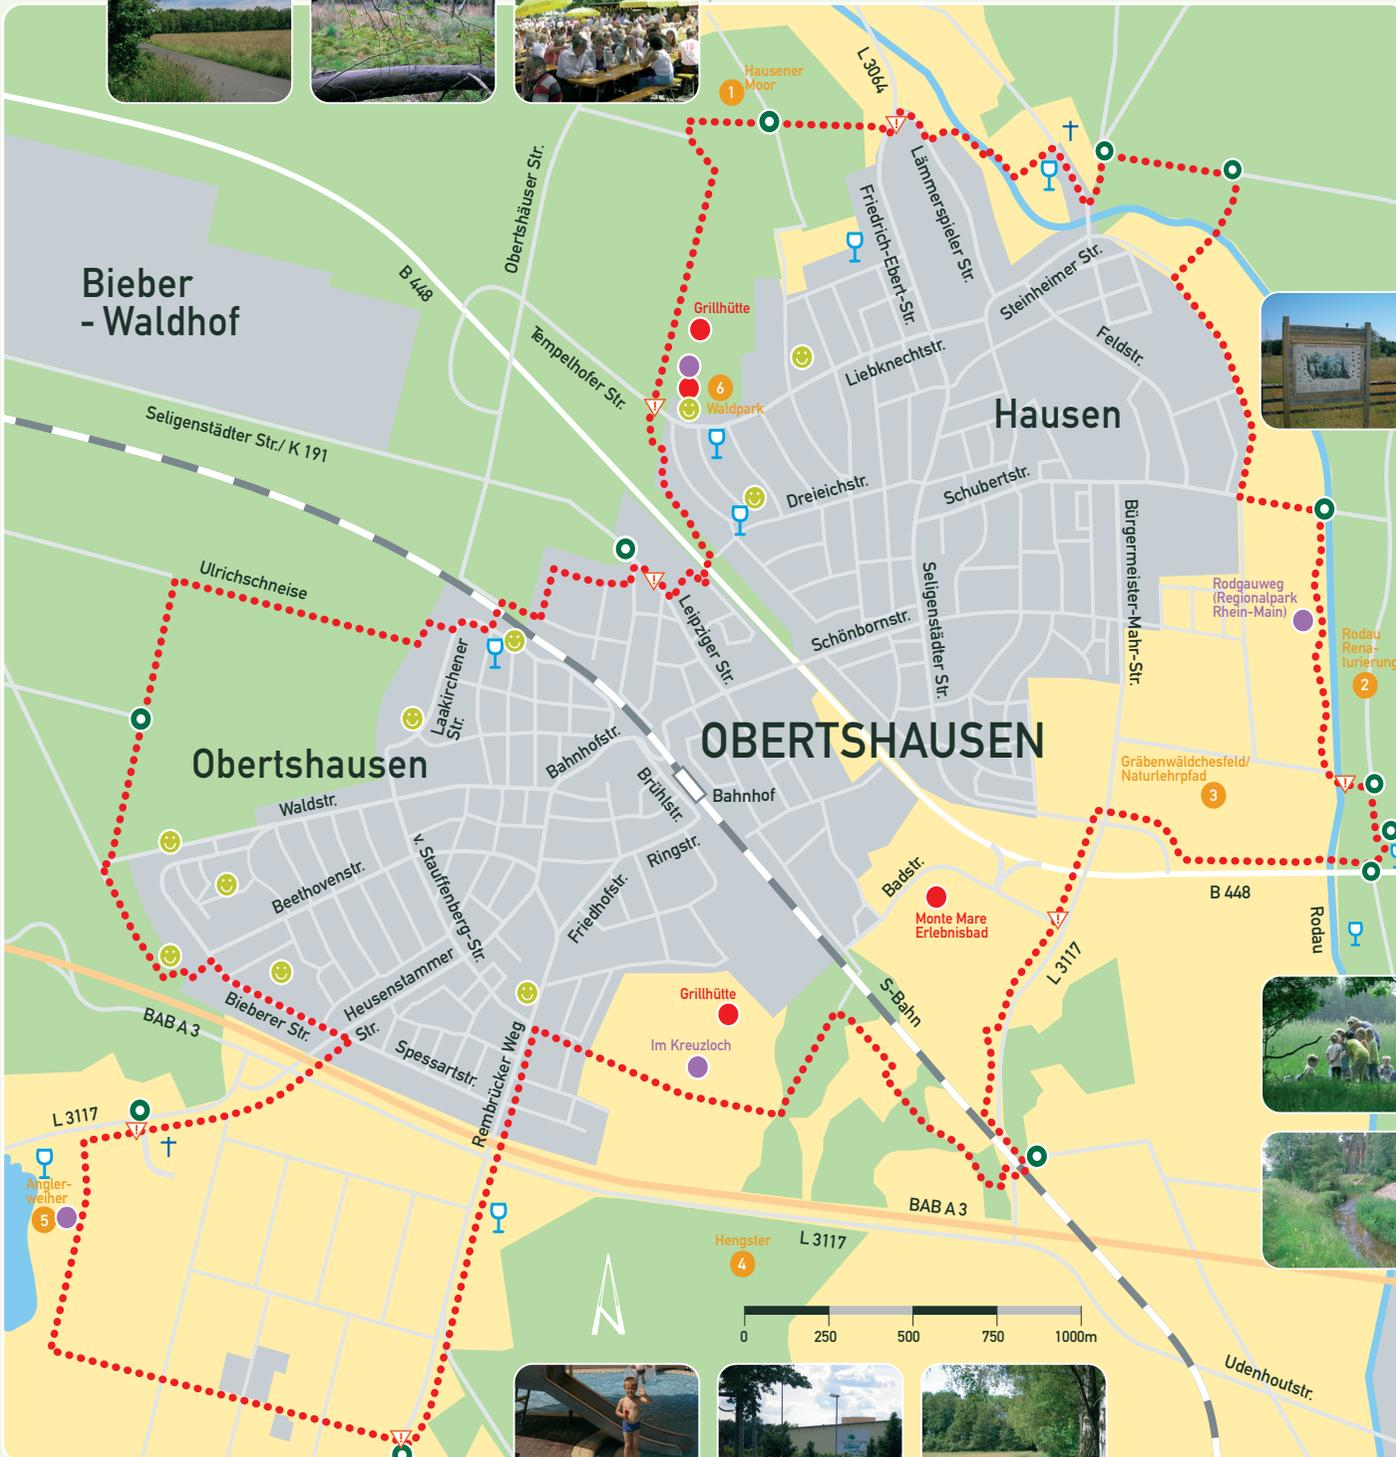 1
Hausener
Moor
L 3064
Obertshäuser Str.
Lämmerspieler Str.
Friedrich-Ebert-Str.
Bieber
- Waldhof
B 448
Steinheimer Str.
Grillhütte
Tempelhofer Str.
Feldstr.
Liebknechtstr.
6
Waldpark
Hausen
Seligenstädter Str./ K 191
Dreieichstr.
Schubertstr.
Bürgermeister-Mahr-Str.
Ulrichschneise
Seligenstädter Str.
Rodgauweg
(Regionalpark
Rhein-Main)
Leipziger Str.
Schönbornstr.
Rodau
Rena-
turierung
2
Laakirchener
Str.
OBERTSHAUSEN
Obertshausen
Bahnhofstr.
Brühlstr.
Bahnhof
Gräbenwäldchesfeld/
Naturlehrpfad
3
Waldstr.
v. Stauffenberg-Str.
Ringstr.
Beethovenstr.
Friedhofstr.
Badstr.
B 448
Monte Mare
Erlebnisbad
Rodau
L 3117
Heusenstammer
Str.
S-Bahn
Grillhütte
Bieberer Str.
BAB A 3
Im Kreuzloch
Spessartstr.
Rembrücker Weg
L 3117
Angler-
weiher
5
BAB A 3
L 3117
Hengster
4
N
0 250 500 750 1000m
Udenhoutstr.